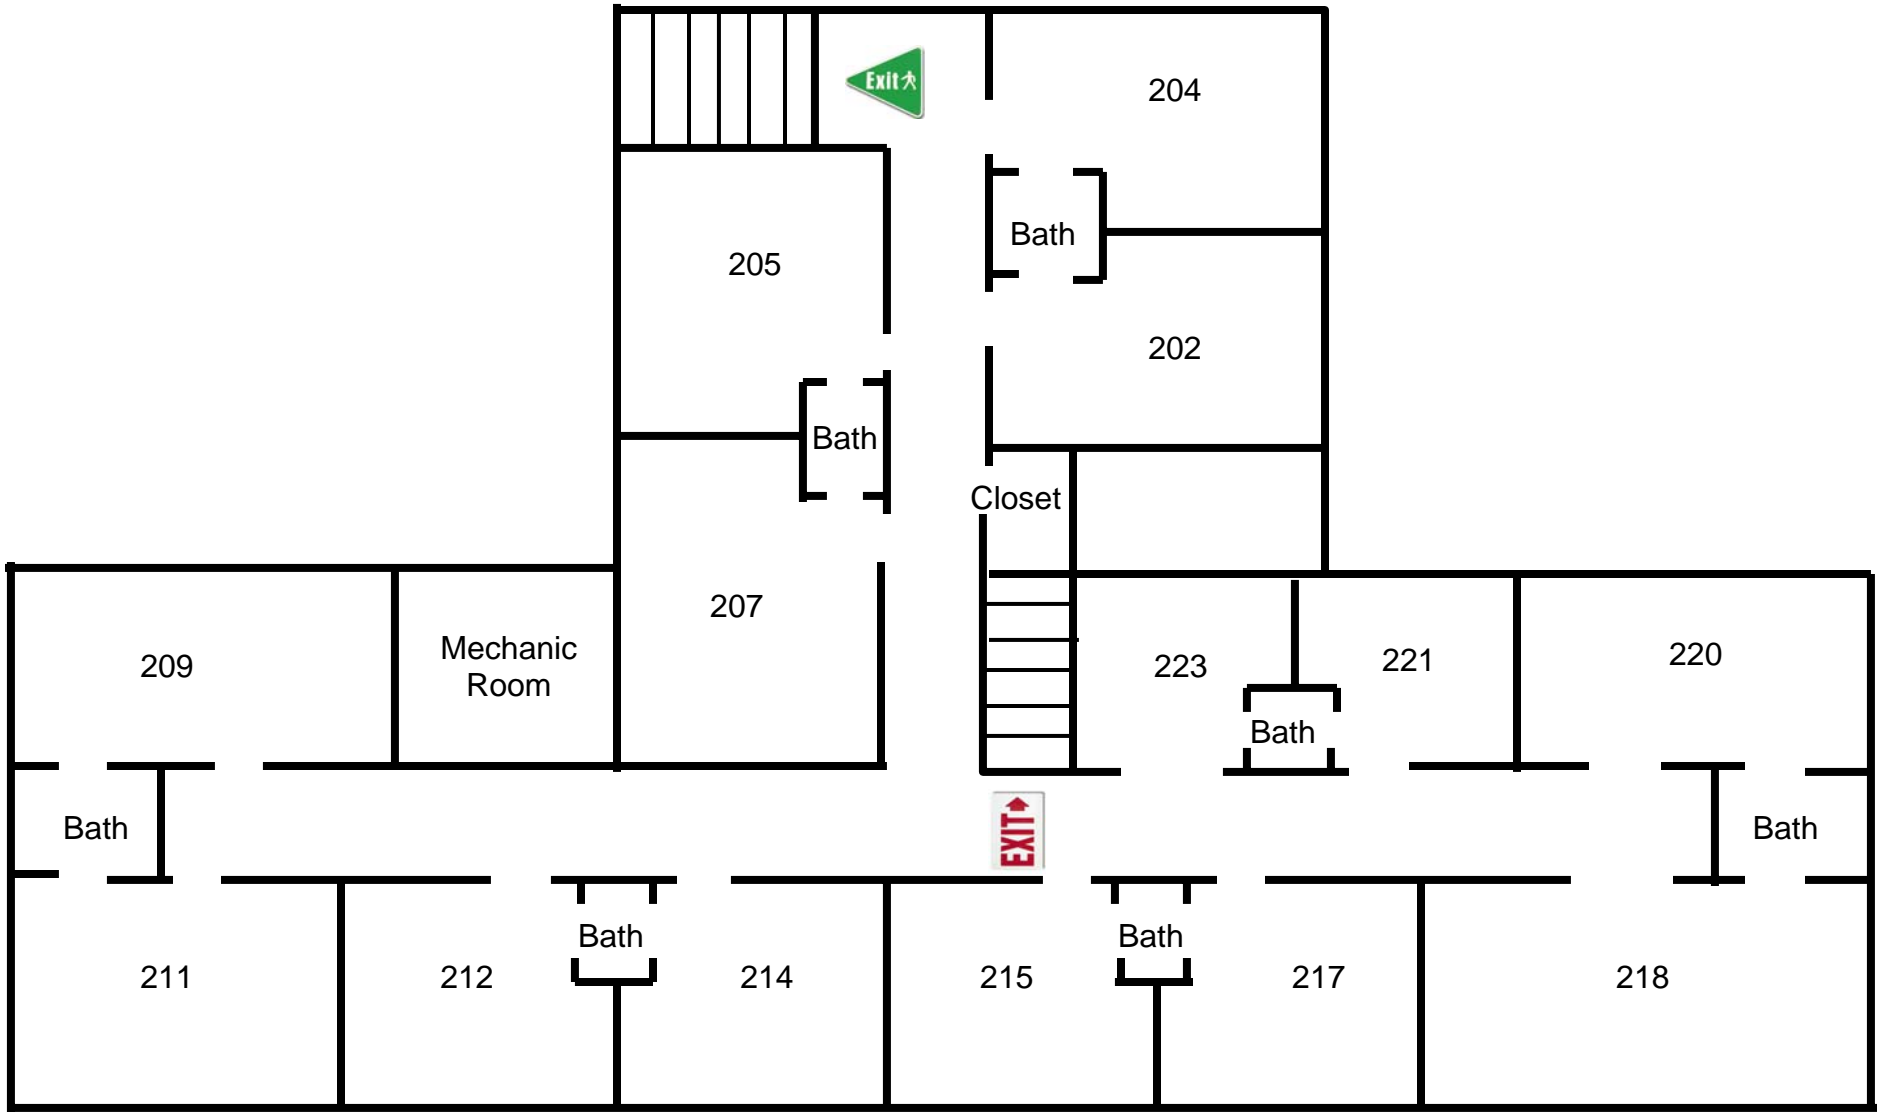 Exit
204
Bath
205
202
Bath
Closet
207
Mechanic
Room
209
223
221
220
Bath
EXIT
Bath
Bath
Bath
Bath
211
212
214
215
217
218